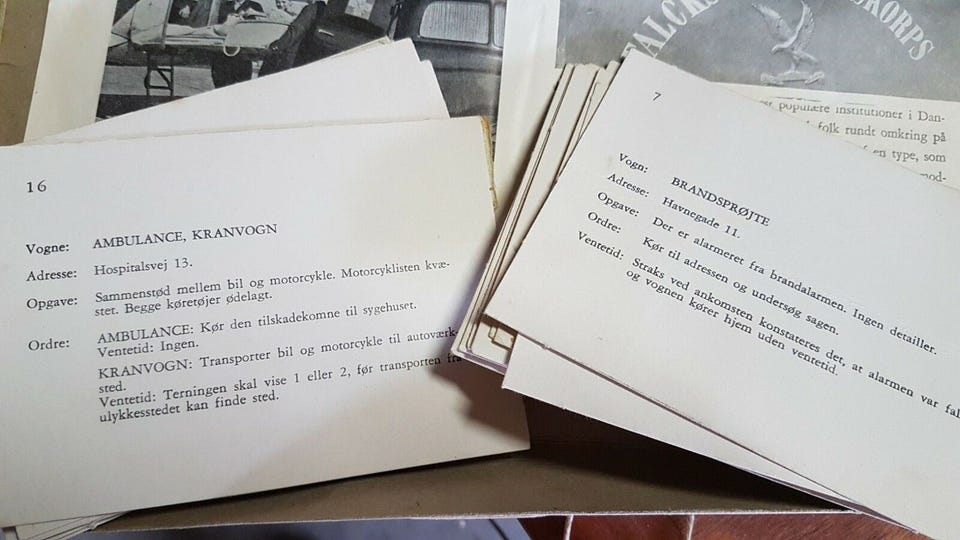 FALCKS
KORPS
populære institutioner i Dan-
folk rundt omkring på
en type, som
mod-
16
Vogne: AMBULANCE, KRANVOGN
Adresse: Hospitalsvej 13.
Opgave: Sammenstød mellem bil og motorcykle. Motorcyklisten kvæ-
stet. Begge køretøjer ødelagt.
Ordre: AMBULANCE: Kør den tilskadekomne til sygehuset.
Ventetid: Ingen.
KRANVOGN: Transporter bil og motorcykle til autoværk-
sted.
Ventetid: Terningen skal vise 1 eller 2, før transporten fra
ulykkesstedet kan finde sted.
7
Vogn: BRANDSPRØJTE
Adresse: Havnegade 11.
Opgave: Der er alarmeret fra brandalarmen. Ingen detailler.
Ordre: Kør til adressen og undersøg sagen.
Ventetid: Straks ved ankomsten konstateres det, at alarmen var fal
og vognen kører hjem uden ventetid.